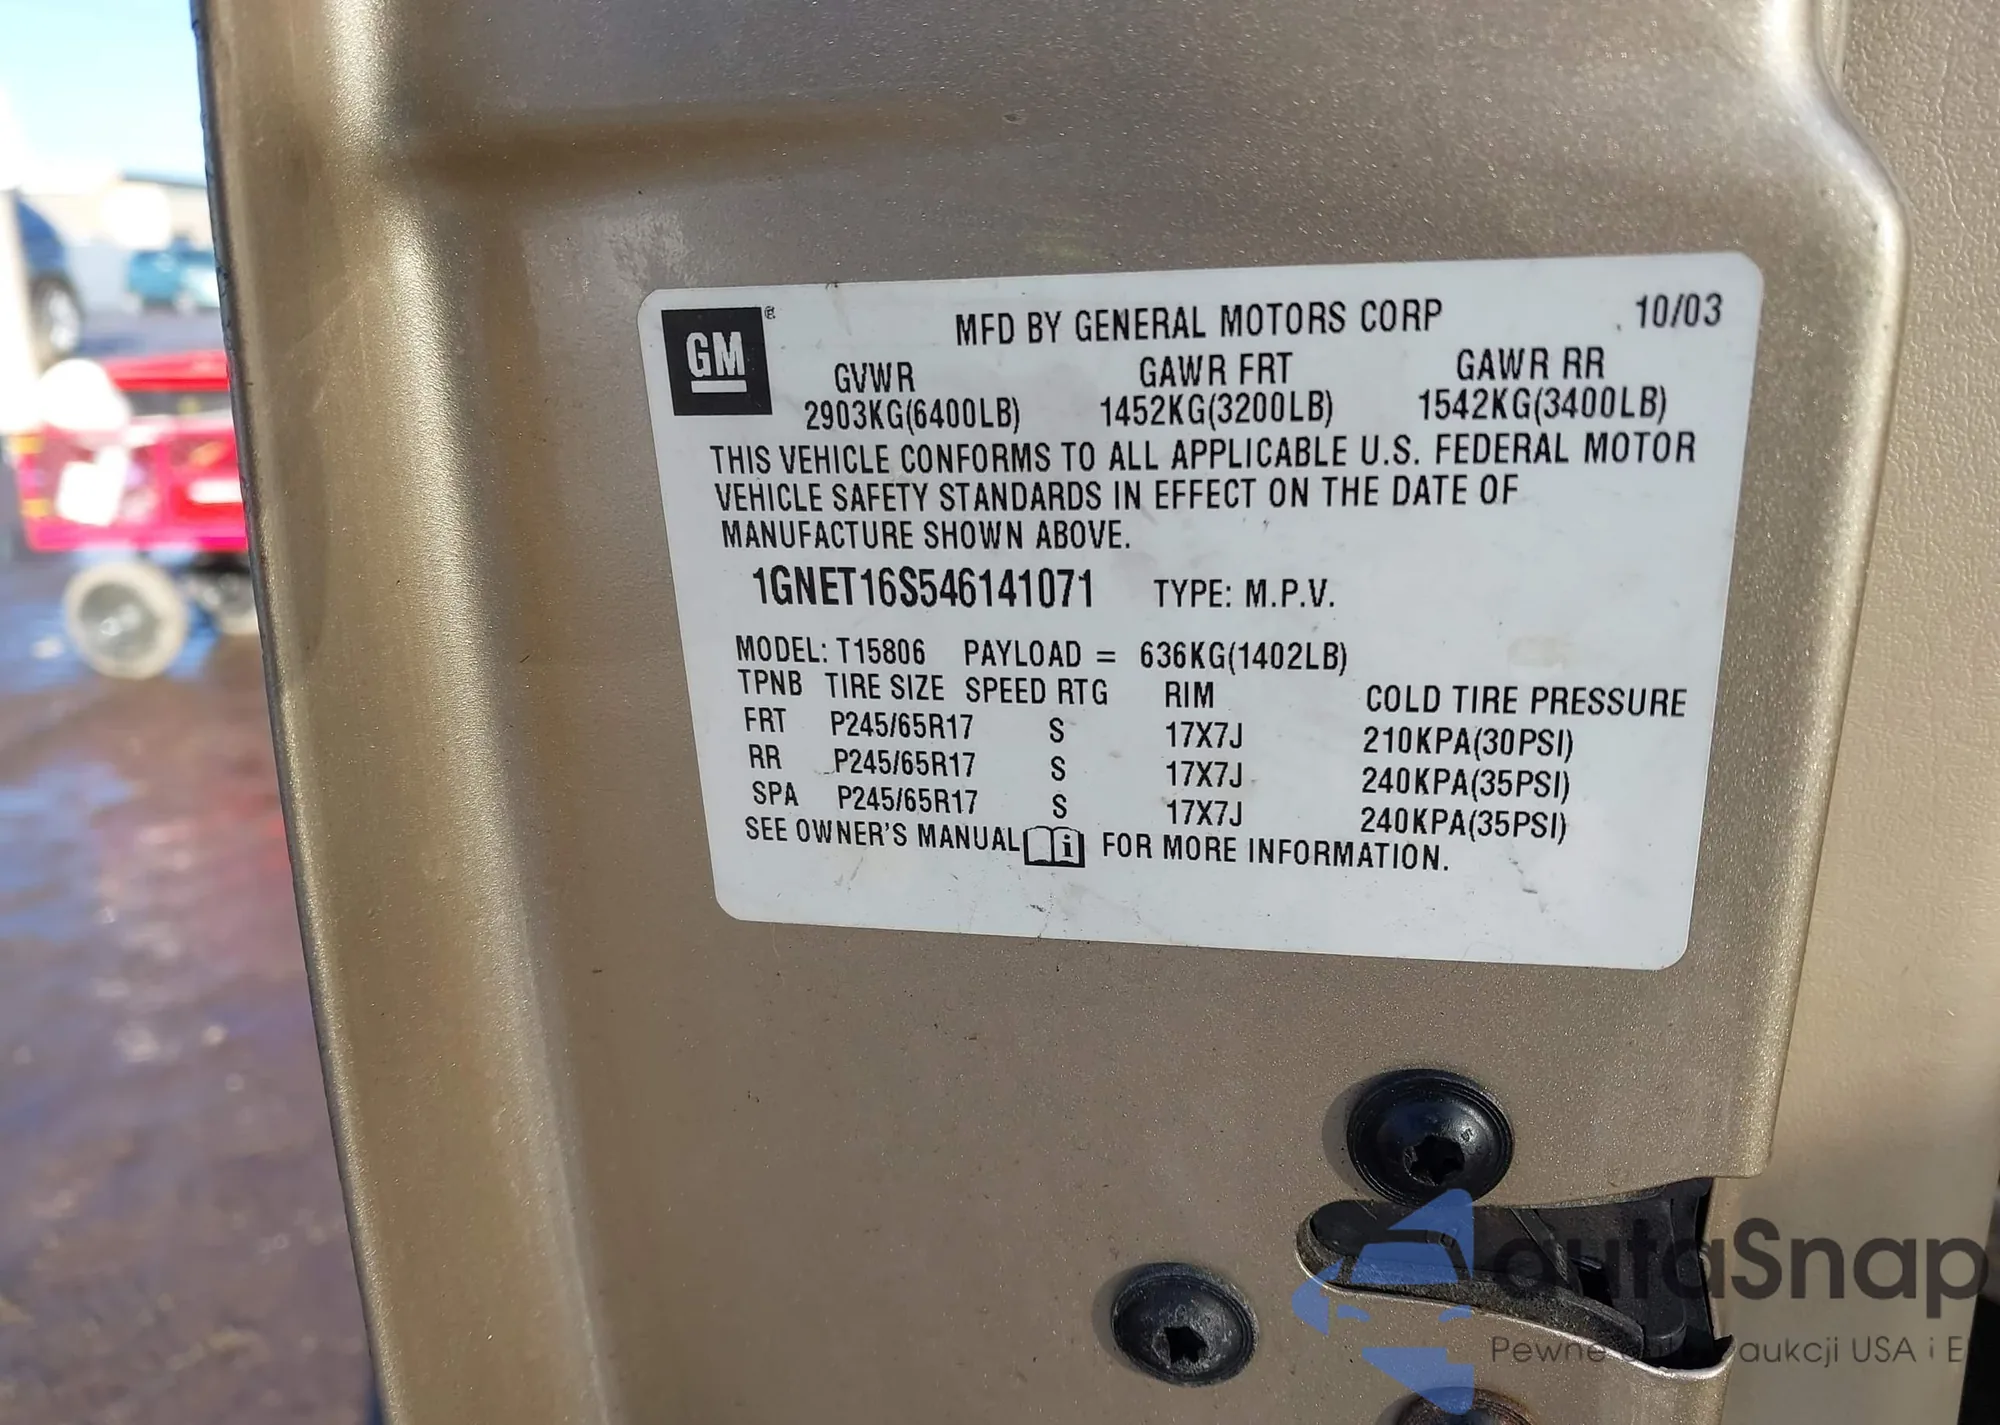 GM®
MFD BY GENERAL MOTORS CORP 10/03
GVWR GAWR FRT GAWR RR
2903KG(6400LB) 1452KG(3200LB) 1542KG(3400LB)
THIS VEHICLE CONFORMS TO ALL APPLICABLE U.S. FEDERAL MOTOR
VEHICLE SAFETY STANDARDS IN EFFECT ON THE DATE OF
MANUFACTURE SHOWN ABOVE.
1GNET16S546141071 TYPE: M.P.V.
MODEL: T15806 PAYLOAD = 636KG(1402LB)
TPNB TIRE SIZE SPEED RTG RIM COLD TIRE PRESSURE
FRT P245/65R17 S 17X7J 210KPA(30PSI)
RR P245/65R17 S 17X7J 240KPA(35PSI)
SPA P245/65R17 S 17X7J 240KPA(35PSI)
SEE OWNER'S MANUAL i FOR MORE INFORMATION.
autaSnap
Pewne aukcji USA i E